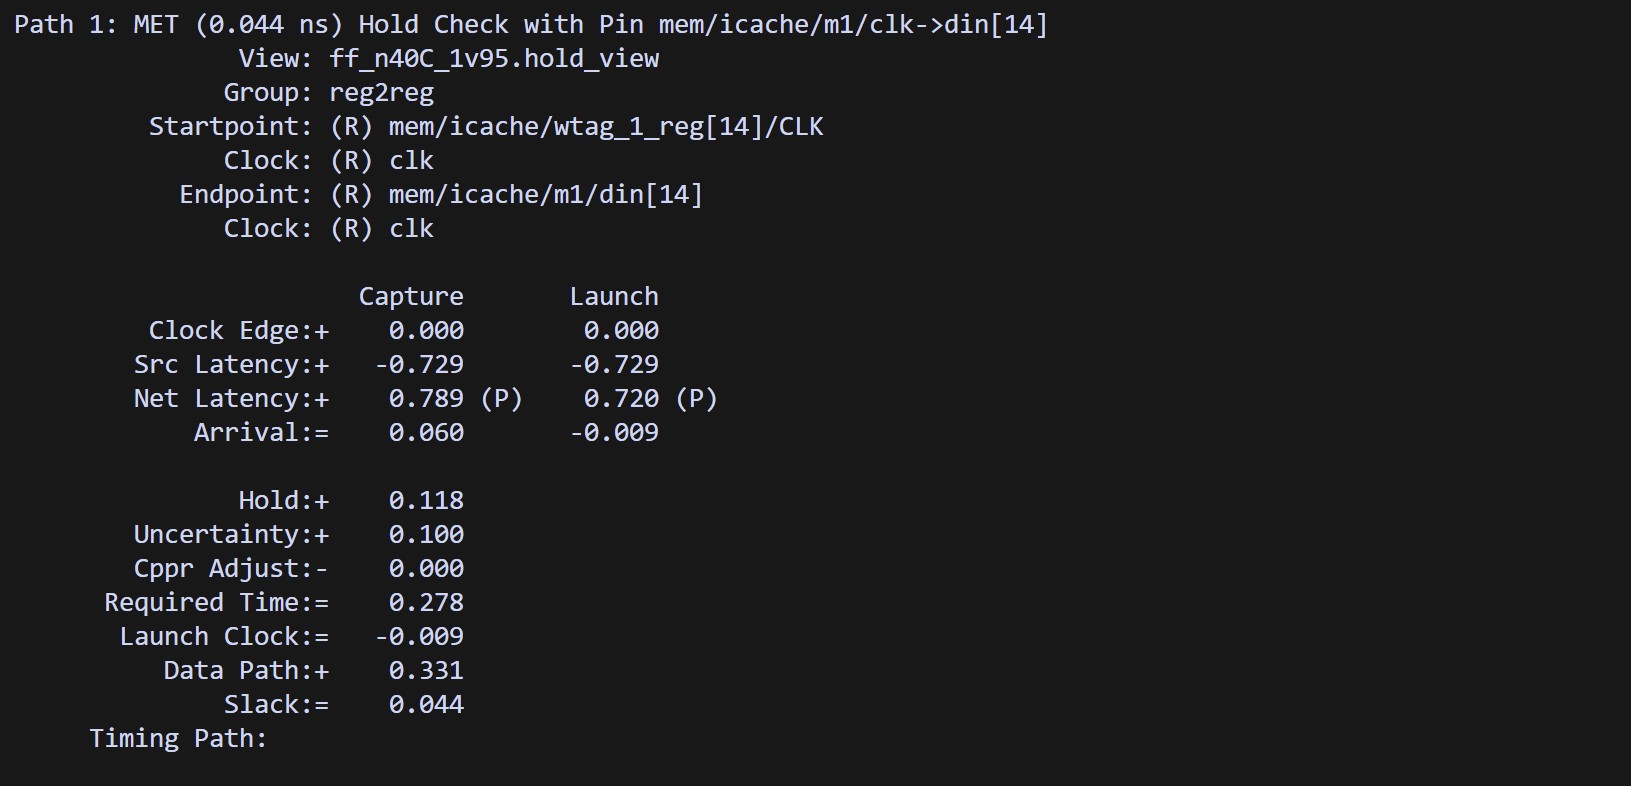 Path 1: MET (0.044 ns) Hold Check with Pin mem/icache/m1/clk->din[14]
View: ff_n40C_1v95.hold_view
Group: reg2reg
Startpoint: (R) mem/icache/wtag_1_reg[14]/CLK
Clock: (R) clk
Endpoint: (R) mem/icache/m1/din[14]
Clock: (R) clk
Capture Launch
Clock Edge:+ 0.000 0.000
Src Latency:+ -0.729 -0.729
Net Latency:+ 0.789 (P) 0.720 (P)
Arrival:= 0.060 -0.009
Hold:+ 0.118
Uncertainty:+ 0.100
Cppr Adjust:- 0.000
Required Time:= 0.278
Launch Clock:= -0.009
Data Path:+ 0.331
Slack:= 0.044
Timing Path: